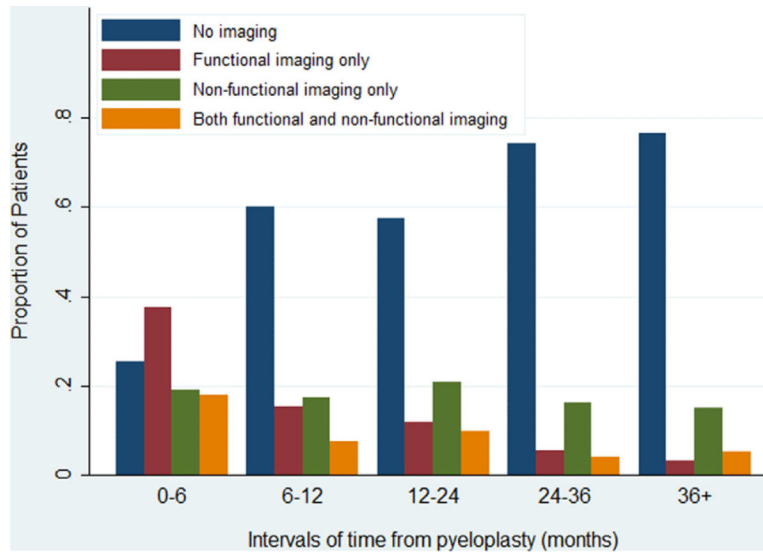 No imaging
Functional imaging only
Non-functional imaging only
Both functional and non-functional imaging
Proportion of Patients
.8
.6
.4
.2
0
0-6 6-12 12-24 24-36 36+
Intervals of time from pyeloplasty (months)